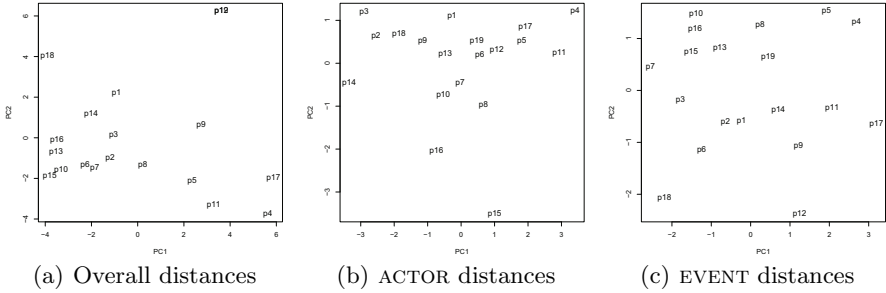 p19
p18
p1
p14
p9
p16
p3
p13
p2
p6
p7
p8
p10
p15
p5
p17
p11
p4
−4 −2 0 2 4 6
−4 −2 0 2 4 6
PC1
PC2
(a) Overall distances
p3
p1
p4
p2
p18
p9
p19
p17
p5
p13
p6
p12
p11
p14
p7
p10
p8
p16
p15
−3 −2 −1 0 1 2 3
−3 −2 −1 0 1
PC1
PC2
(b) ACTOR distances
p10
p5
p16
p8
p4
p15
p13
p19
p7
p3
p14
p11
p2
p1
p17
p6
p9
p18
p12
−2 −1 0 1 2 3
−2 −1 0 1
PC1
PC2
(c) EVENT distances